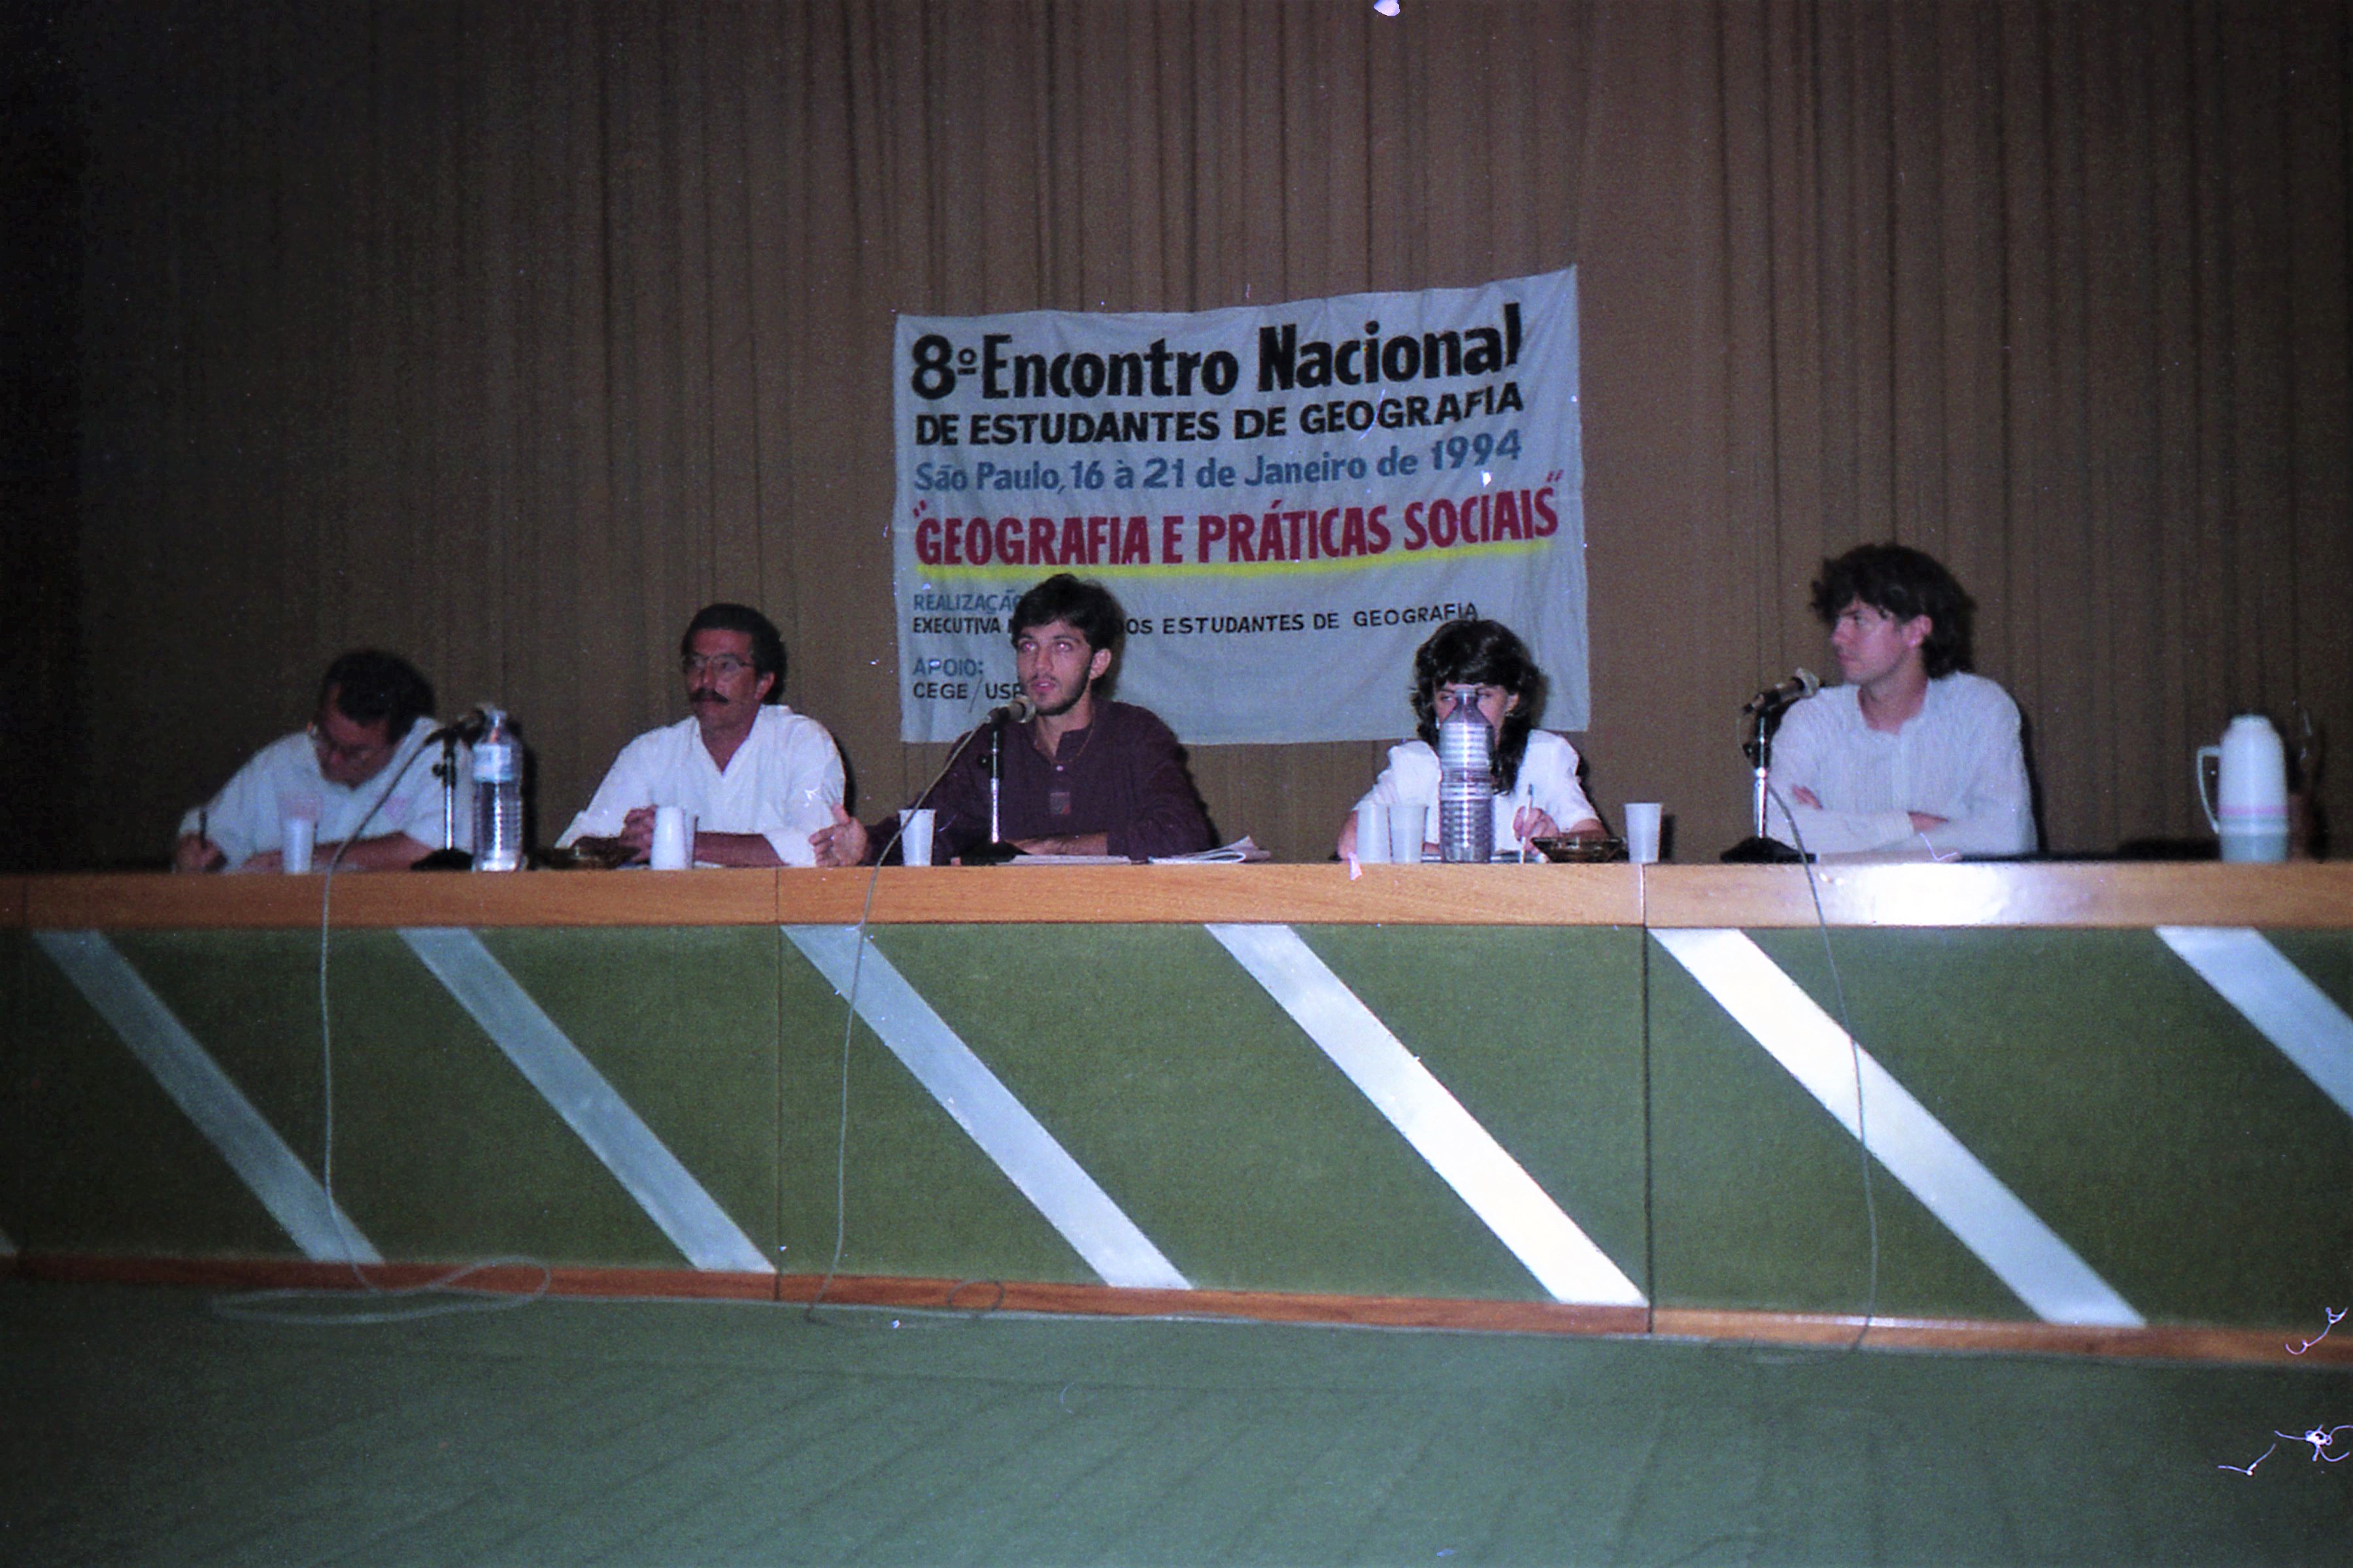 8º Encontro Nacional
DE ESTUDANTES DE GEOGRAFIA
São Paulo, 16 à 21 de Janeiro de 1994
"GEOGRAFIA E PRÁTICAS SOCIAIS"
REALIZAÇÃO
EXECUTIVA OS ESTUDANTES DE GEOGRAFIA
APOIO:
CEGE/USP